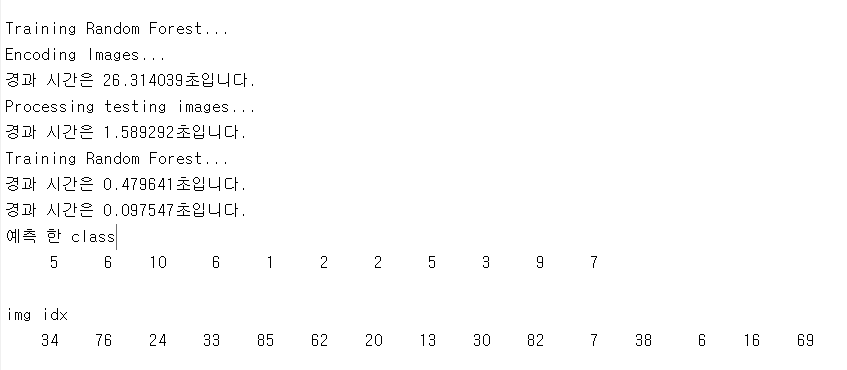 Training Random Forest...
Encoding Images...
경과 시간은 26.314039초입니다.
Processing testing images...
경과 시간은 1.589292초입니다.
Training Random Forest...
경과 시간은 0.479641초입니다.
경과 시간은 0.097547초입니다.
예측 한 class
5 6 10 6 1 2 2 5 3 9 7
img idx
34 76 24 33 85 62 20 13 30 82 7 38 6 16 69